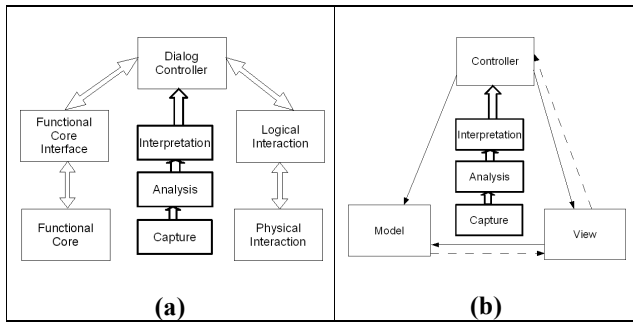 Dialog
Controller
Functional
Core
Interface
Interpretation
Logical
Interaction
Analysis
Functional
Core
Capture
Physical
Interaction
(a)
Controller
Interpretation
Analysis
Capture
Model
View
(b)